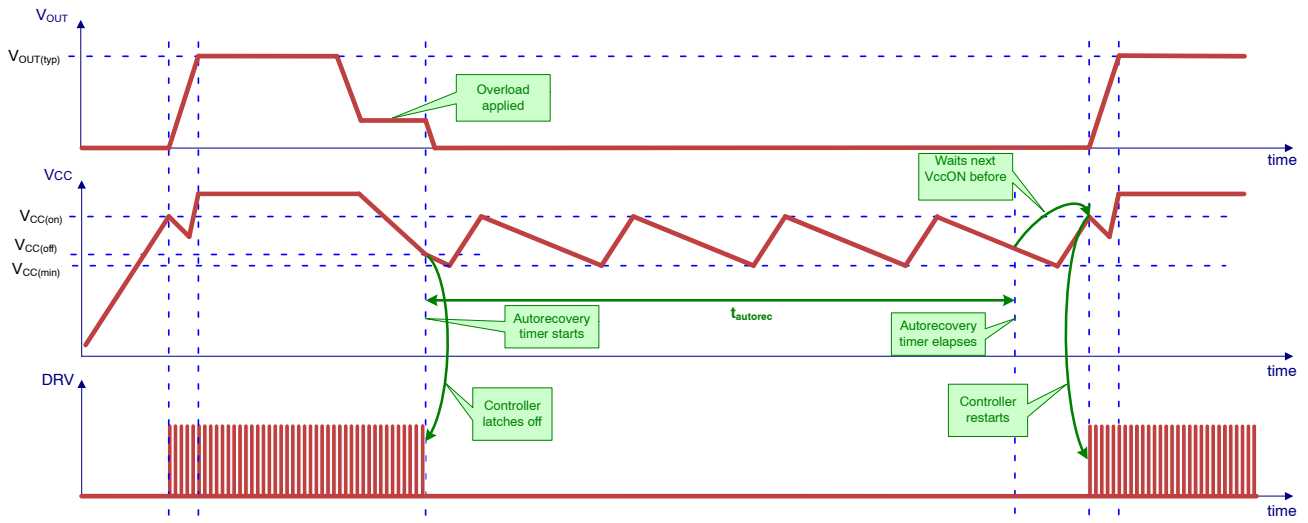 VOUT
VOUT(typ)
Overload
applied
time
VCC
Waits next
VccON before
VCC(on)
VCC(off)
VCC(min)
tautorec
Autorecovery
timer starts
Autorecovery
timer elapses
time
DRV
Controller
latches off
Controller
restarts
time